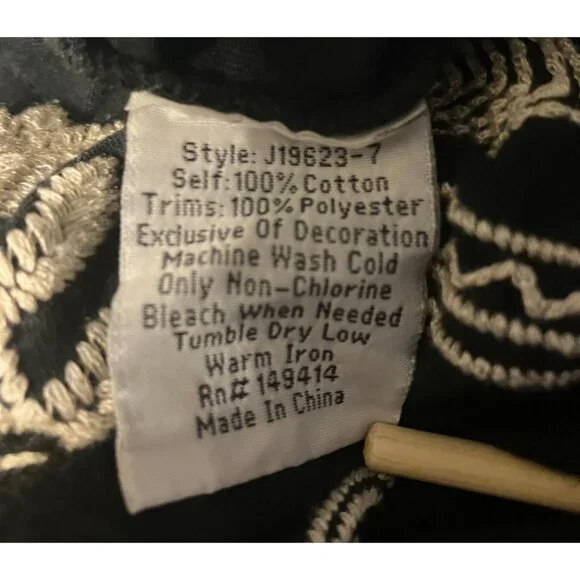 Style: J19623-7
Self: 100% Cotton
Trims: 100% Polyester
Exclusive Of Decoration
Machine Wash Cold
Only Non-Chlorine
Bleach When Needed
Tumble Dry Low
Warm Iron
Rn# 149414
Made In China